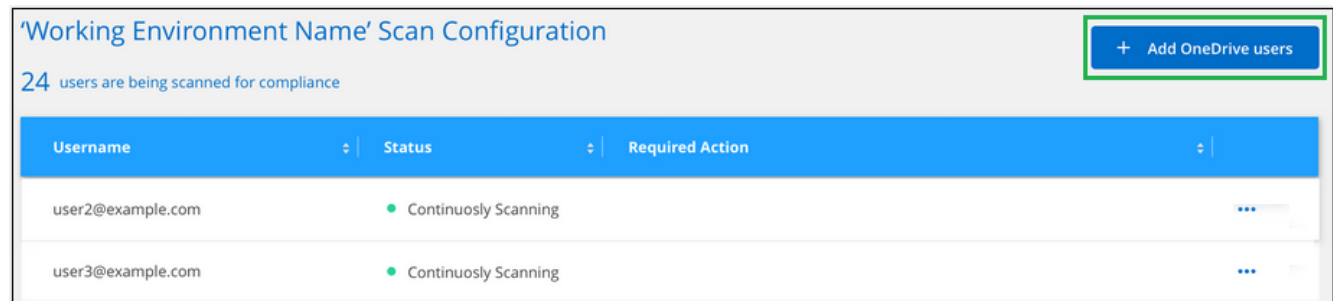 ‘Working Environment Name’ Scan Configuration
+ Add OneDrive users
24 users are being scanned for compliance
Username Status Required Action
user2@example.com Continuosly Scanning
user3@example.com Continuosly Scanning